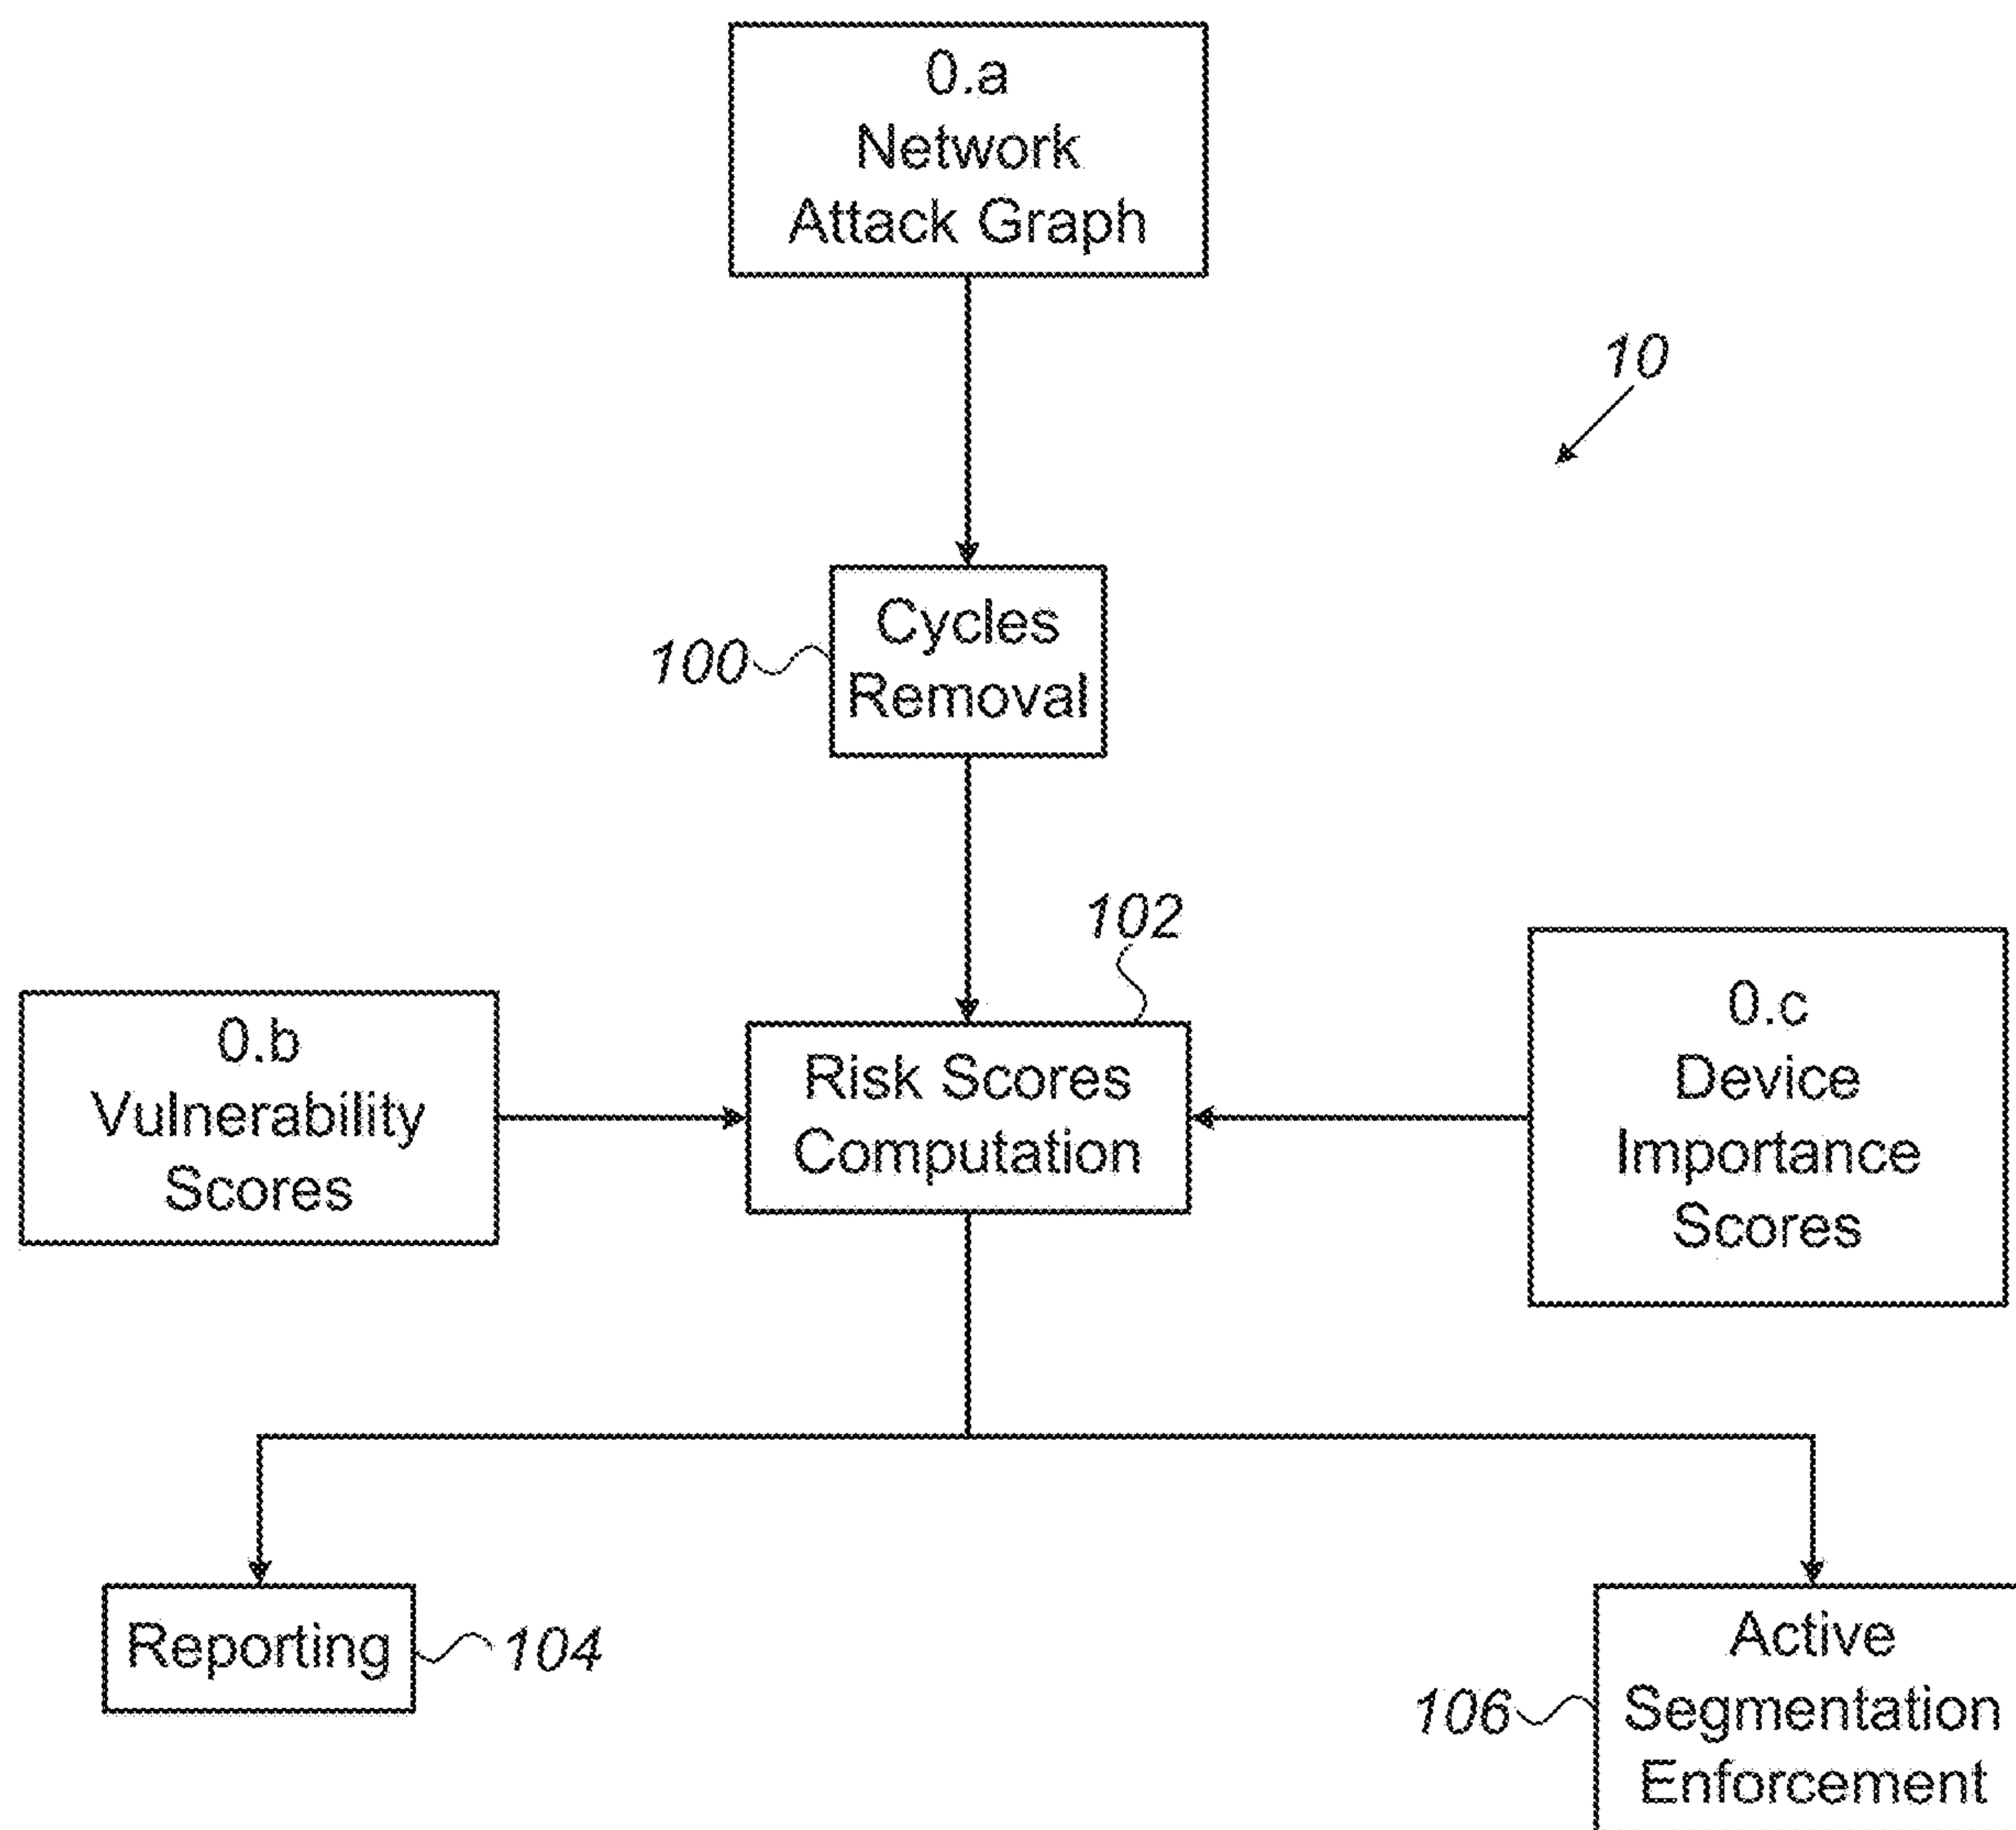 0.a
Network
Attack Graph
10
Cycles
Removal
100
102
0.b
Vulnerability
Scores
Risk Scores
Computation
0.c
Device
Importance
Scores
Reporting
104
Active
Segmentation
Enforcement
106